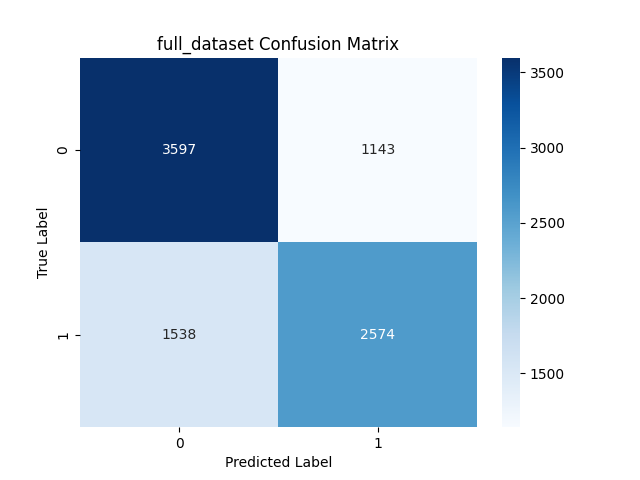 full_dataset Confusion Matrix
3500
0 3597 1143
3000
2500
True Label
2000
1 1538 2574
1500
0 1
Predicted Label